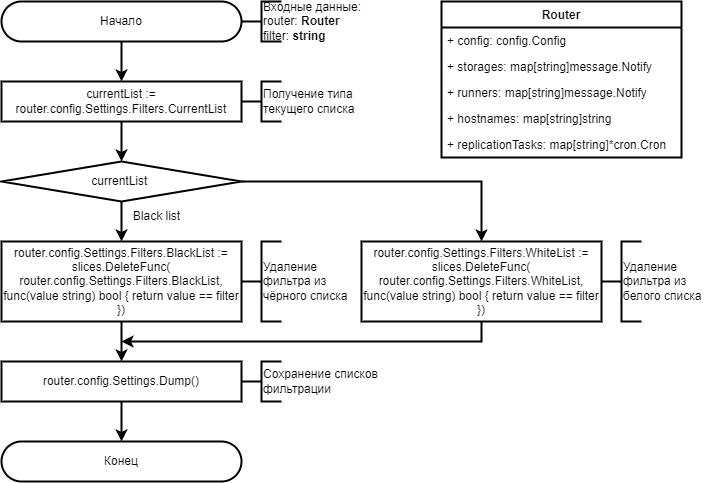 Начало
Входные данные:
router: Router
filter: string
Router
+ config: config.Config
+ storages: map[string]message.Notify
+ runners: map[string]message.Notify
+ hostnames: map[string]string
+ replicationTasks: map[string]*cron.Cron
currentList :=
router.config.Settings.Filters.CurrentList
Получение типа
текущего списка
currentList
Black list
router.config.Settings.Filters.BlackList :=
slices.DeleteFunc(
router.config.Settings.Filters.BlackList,
func(value string) bool { return value == filter
})
Удаление
фильтра из
чёрного списка
router.config.Settings.Filters.WhiteList :=
slices.DeleteFunc(
router.config.Settings.Filters.WhiteList,
func(value string) bool { return value == filter
})
Удаление
фильтра из
белого списка
router.config.Settings.Dump()
Сохранение списков
фильтрации
Конец